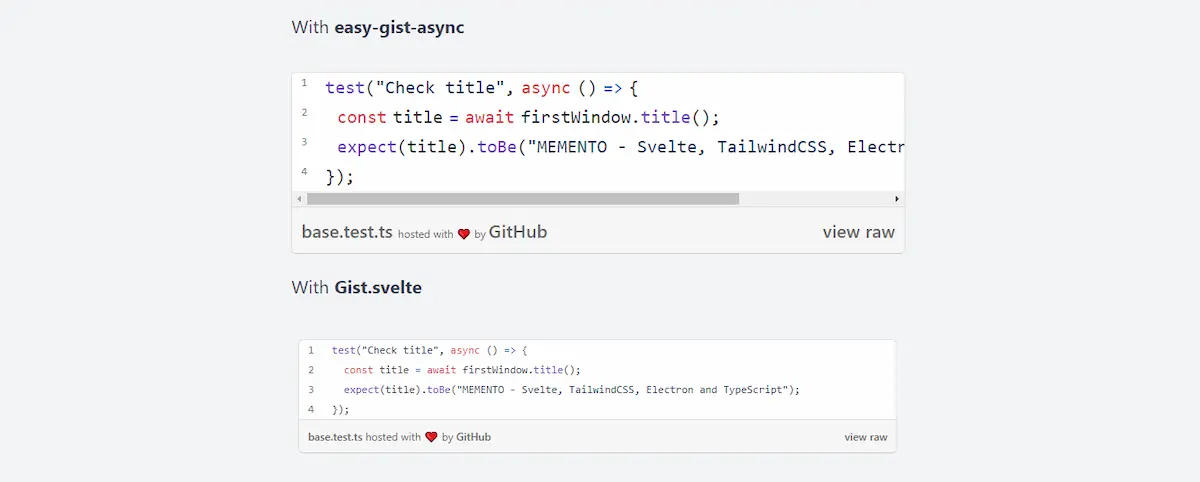 With easy-gist-async
1 test("Check title", async () => {
2 const title = await firstWindow.title();
3 expect(title).toBe("MEMENTO - Svelte, TailwindCSS, Electr
4 });
base.test.ts hosted with ❤ by GitHub view raw
With Gist.svelte
1 test("Check title", async () => {
2 const title = await firstWindow.title();
3 expect(title).toBe("MEMENTO - Svelte, TailwindCSS, Electron and TypeScript");
4 });
base.test.ts hosted with ❤ by GitHub view raw